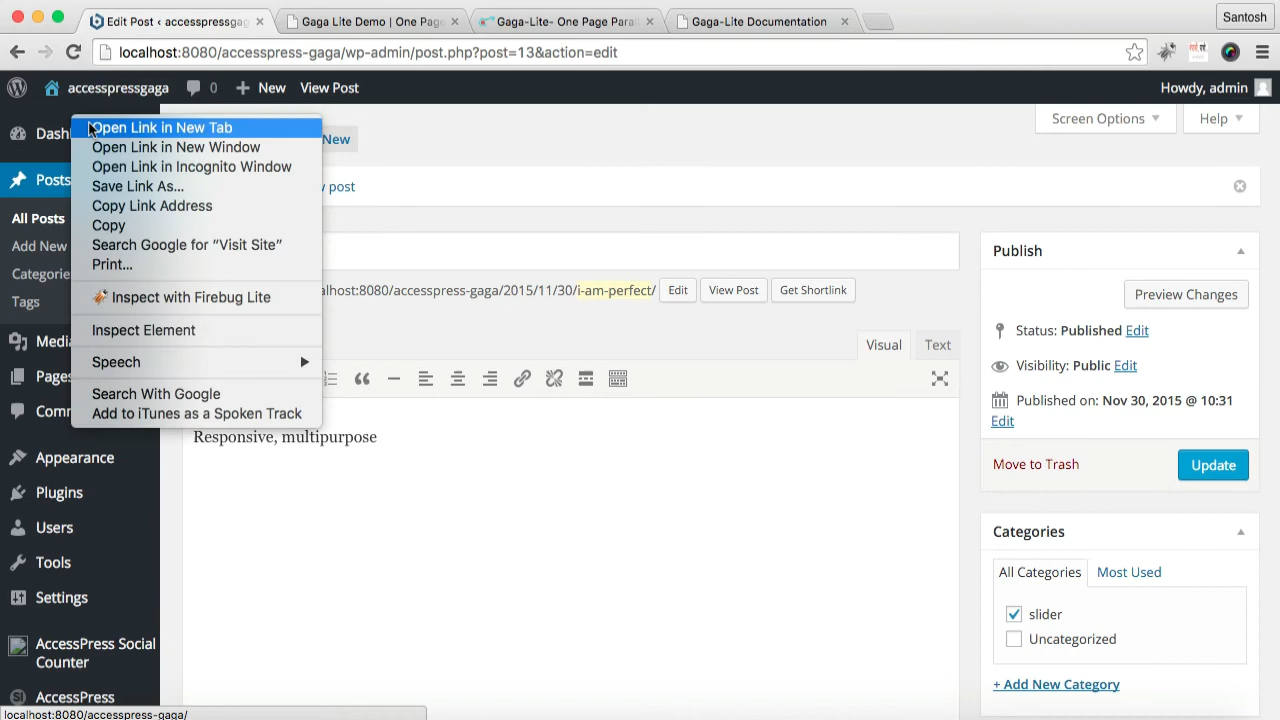 Edit Post ‹ accesspressgag
Gaga Lite Demo | One Page
Gaga-Lite- One Page Paral
Gaga-Lite Documentation
Santosh
localhost:8080/accesspress-gaga/wp-admin/post.php?post=13&action=edit
accesspressgaga
0
New
View Post
Howdy, admin
Dash
Posts
All Posts
Add New
Categorie
Tags
Media
Pages
Comm
Appearance
Plugins
Users
Tools
Settings
AccessPress Social
Counter
AccessPress
Open Link in New Tab
Open Link in New Window
Open Link in Incognito Window
Save Link As...
Copy Link Address
Copy
Search Google for “Visit Site”
Print...
Inspect with Firebug Lite
Inspect Element
Speech
Search With Google
Add to iTunes as a Spoken Track
New
Screen Options
Help
w post
lhost:8080/accesspress-gaga/2015/11/30/i-am-perfect/
Edit
View Post
Get Shortlink
Visual
Text
Responsive, multipurpose
Publish
Preview Changes
Status: Published Edit
Visibility: Public Edit
Published on: Nov 30, 2015 @ 10:31
Edit
Move to Trash
Update
Categories
All Categories
Most Used
slider
Uncategorized
+ Add New Category
localhost:8080/accesspress-gaga/